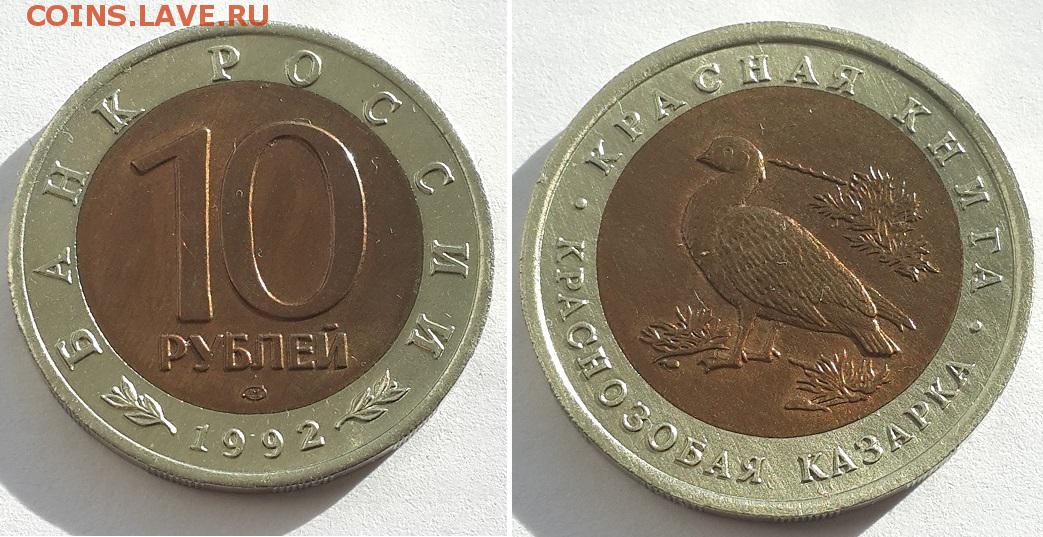 COINS.LAVE.RU
БАНК РОССИИ
10
РУБЛЕЙ
1992
• КРАСНАЯ КНИГА •
КРАСНОЗОБАЯ КАЗАРКА